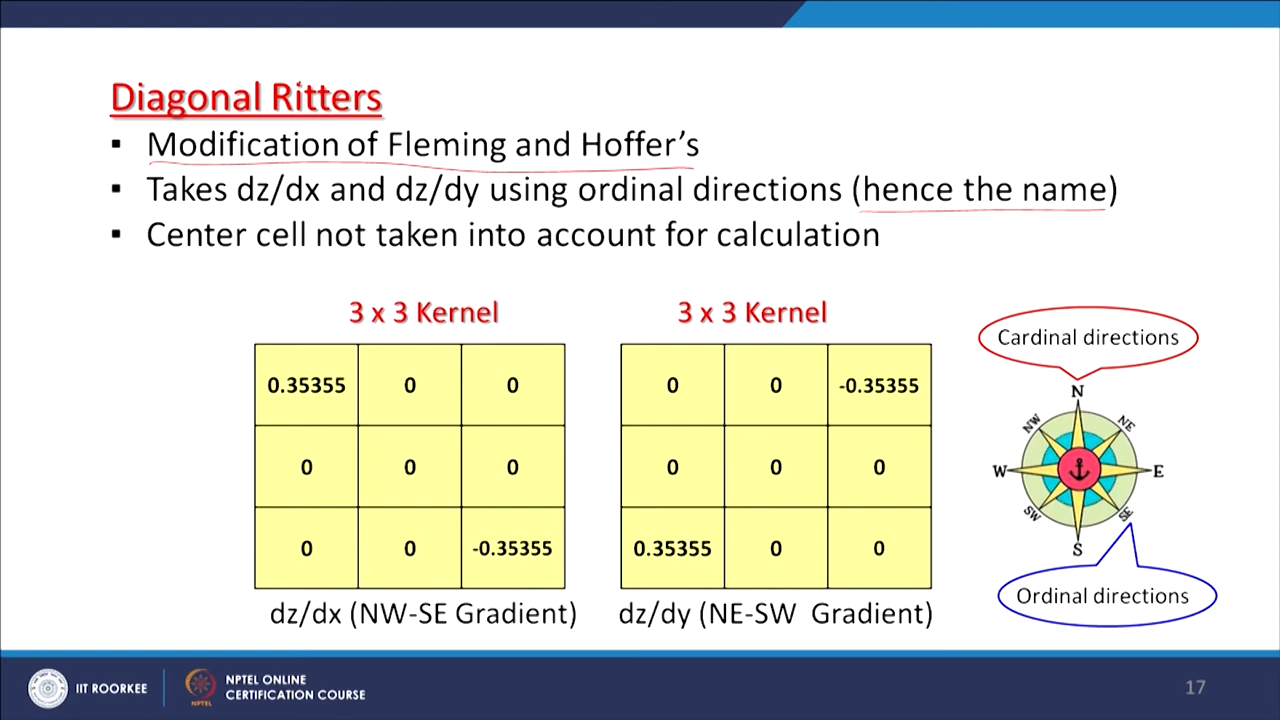 Diagonal Ritters
▪ Modification of Fleming and Hoffer's
▪ Takes dz/dx and dz/dy using ordinal directions (hence the name)
▪ Center cell not taken into account for calculation
3 x 3 Kernel
0.35355 0 0
0 0 0
0 0 -0.35355
dz/dx (NW-SE Gradient)
3 x 3 Kernel
0 0 -0.35355
0 0 0
0.35355 0 0
dz/dy (NE-SW Gradient)
Cardinal directions
N
NW NE
W E
SW SE
S
Ordinal directions
IIT ROORKEE
NPTEL
NPTEL ONLINE
CERTIFICATION COURSE
17